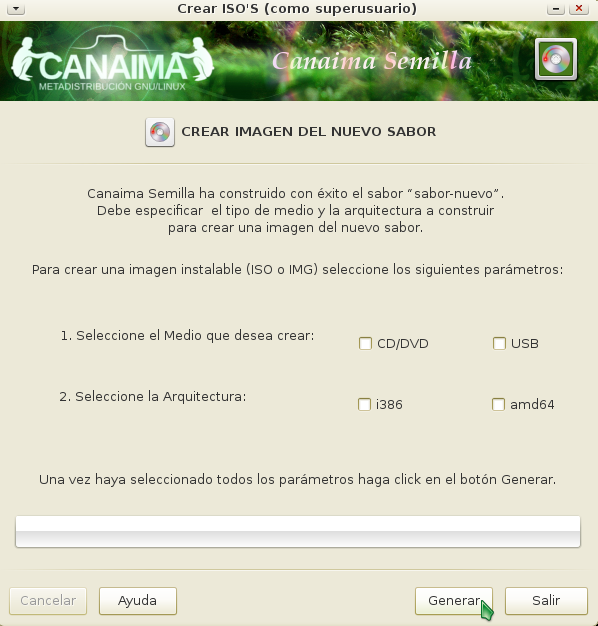 Crear ISO'S (como superusuario)
CANAIMA
METADISTRIBUCIÓN GNU/LINUX
Canaima Semilla
CREAR IMAGEN DEL NUEVO SABOR
Canaima Semilla ha construido con éxito el sabor “sabor-nuevo”.
Debe especificar  el tipo de medio y la arquitectura a construir
para crear una imagen del nuevo sabor.
Para crear una imagen instalable (ISO o IMG) seleccione los siguientes parámetros:
1. Seleccione el Medio que desea crear:
CD/DVD
USB
2. Seleccione la Arquitectura:
i386
amd64
Una vez haya seleccionado todos los parámetros haga click en el botón Generar.
Cancelar
Ayuda
Generar
Salir